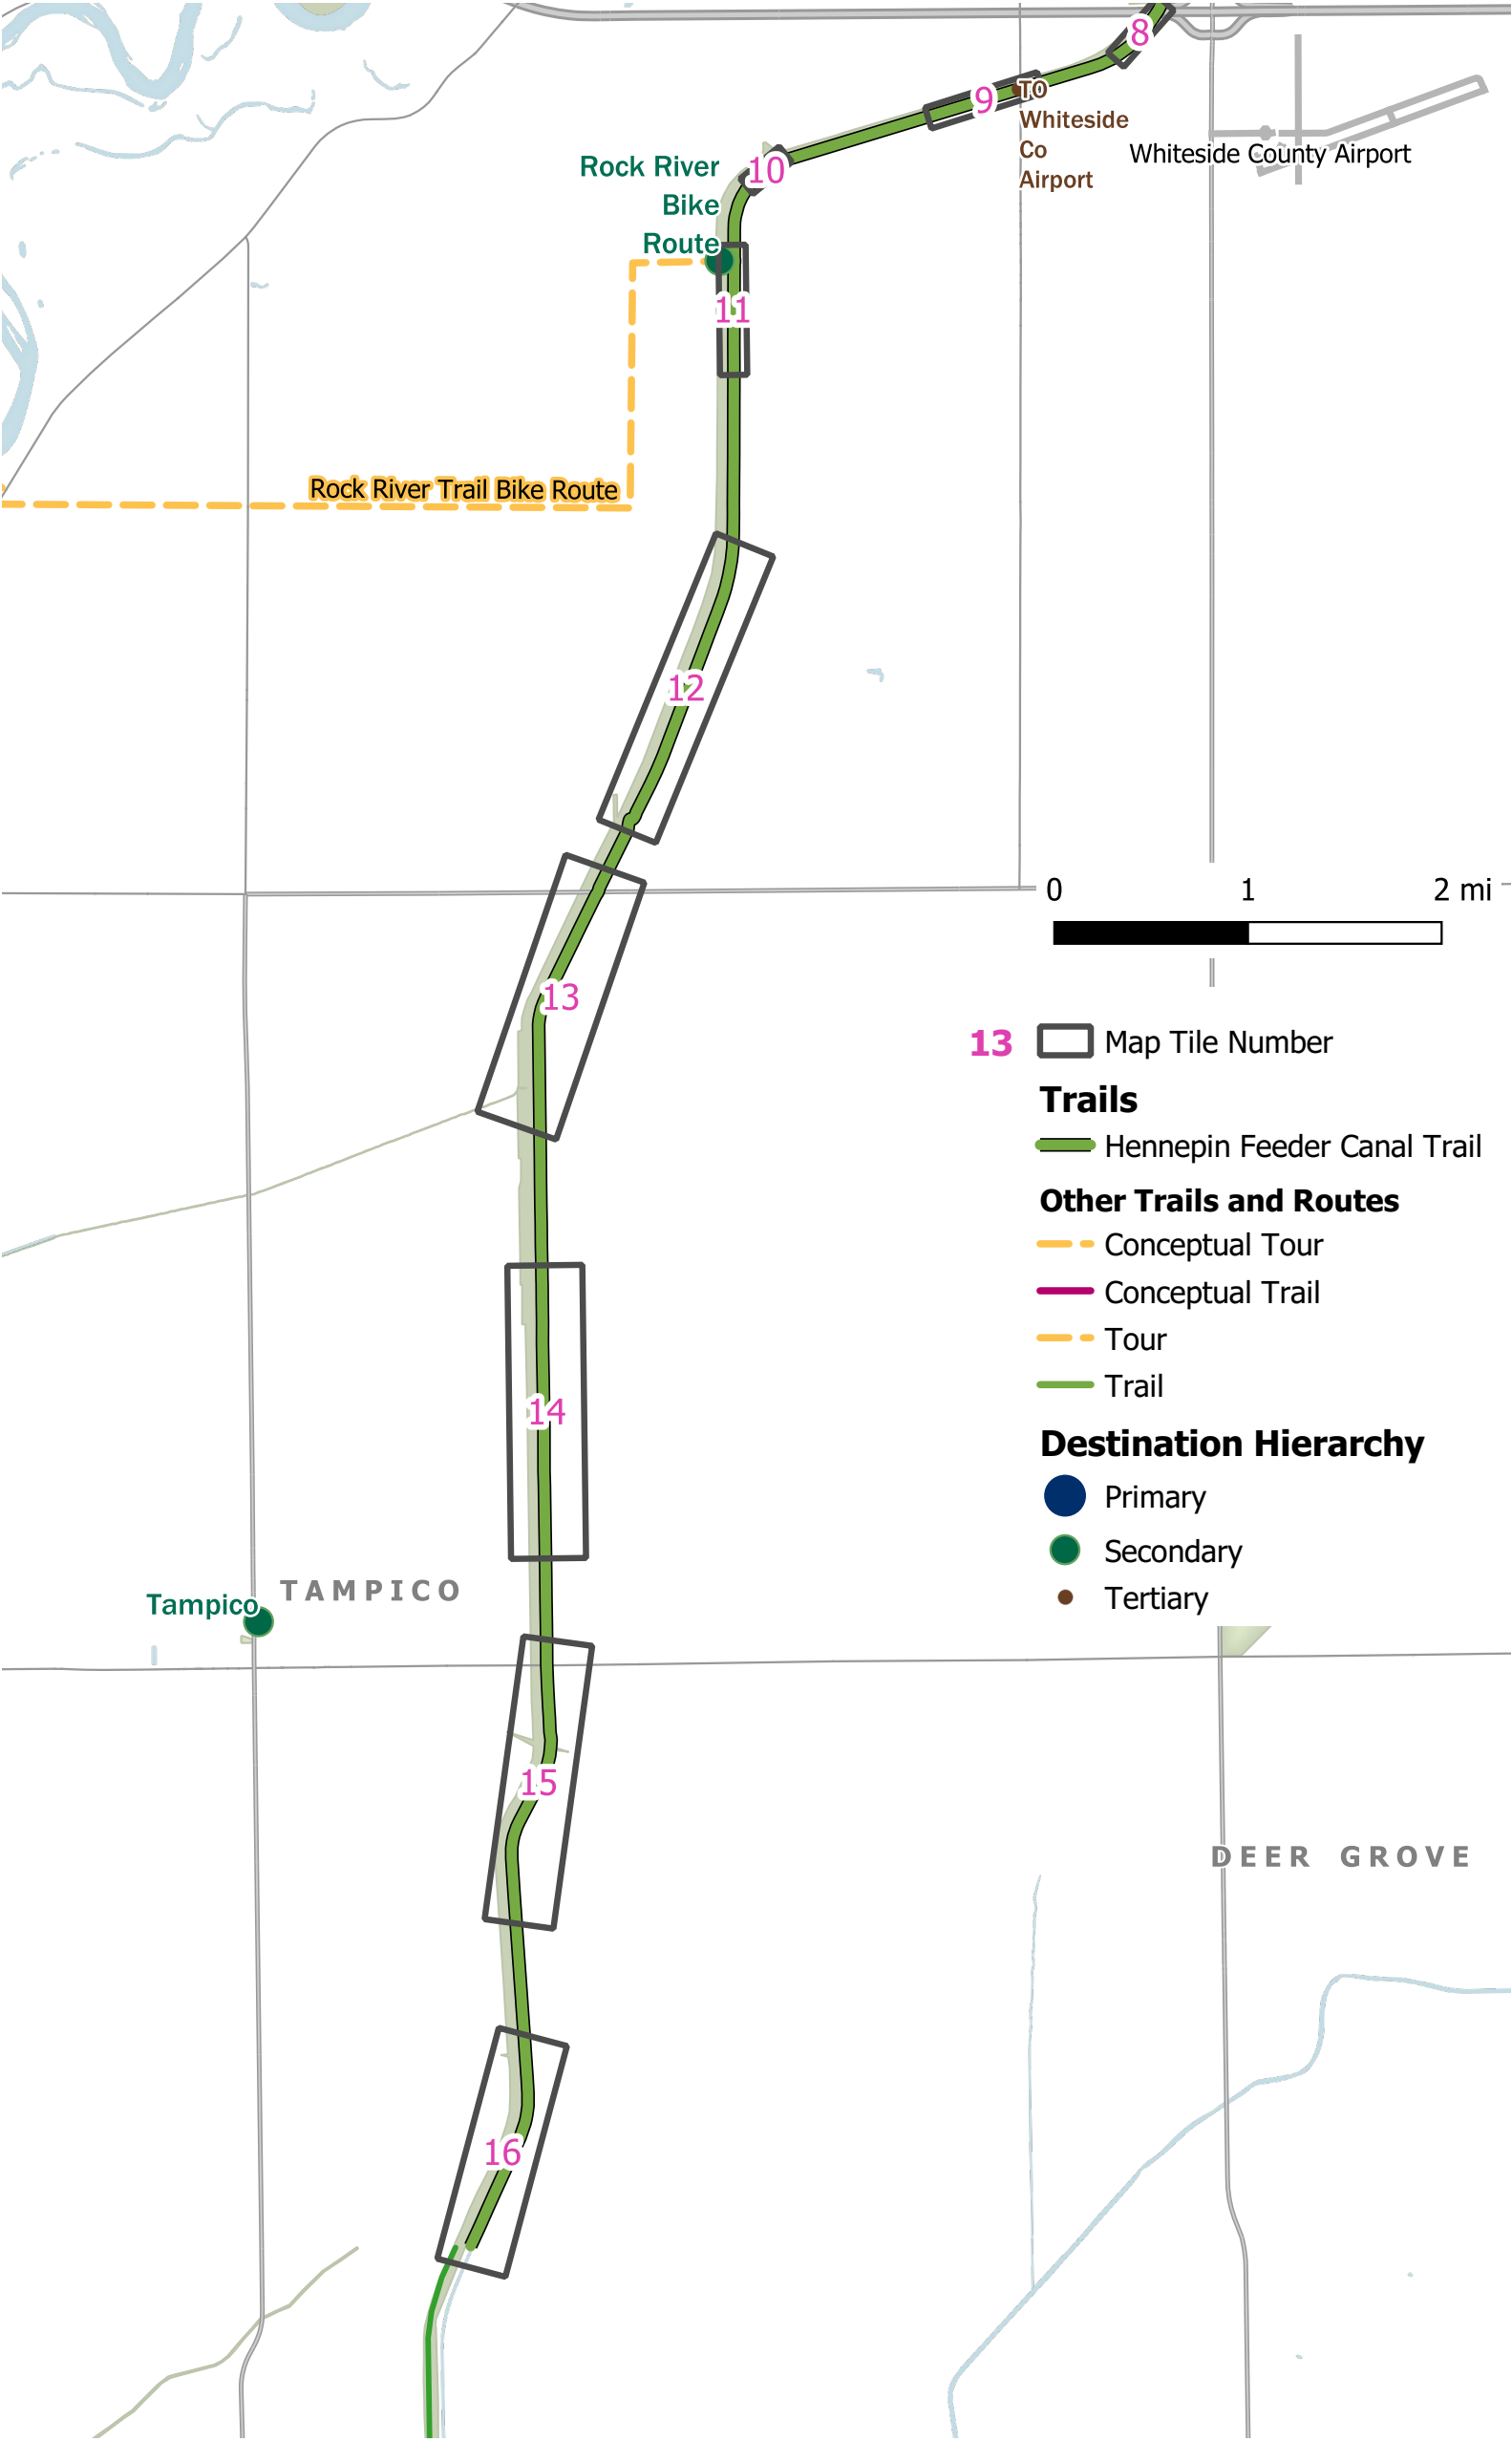 8
9
TO
Whiteside
Co
Airport
Whiteside County Airport
Rock River
Bike
Route
10
11
Rock River Trail Bike Route
12
0 1 2 mi
13
13 Map Tile Number
Trails
Hennepin Feeder Canal Trail
Other Trails and Routes
Conceptual Tour
Conceptual Trail
Tour
Trail
14
Destination Hierarchy
Primary
Secondary
Tertiary
TAMPICO
Tampico
15
DEER GROVE
16